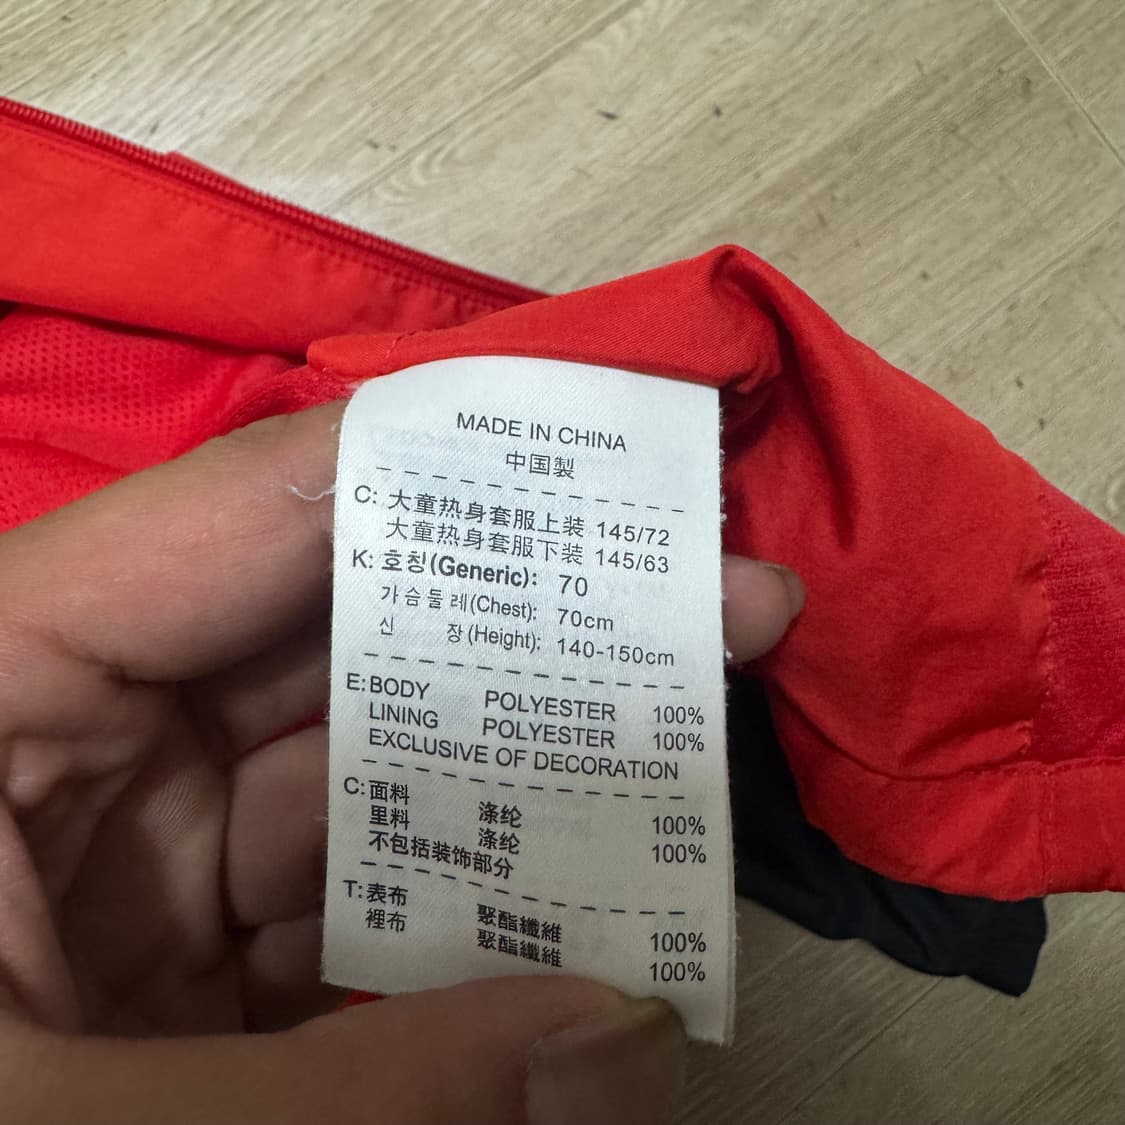 MADE IN CHINA
中国製
C: 大童热身套服上装 145/72
大童热身套服下装 145/63
K: 호칭(Generic): 70
가슴둘레(Chest): 70cm
신 장(Height): 140-150cm
E: BODY POLYESTER 100%
LINING POLYESTER 100%
EXCLUSIVE OF DECORATION
C: 面料 涤纶 100%
里料 涤纶 100%
不包括装饰部分
T: 表布 聚酯纖維 100%
裡布 聚酯纖維 100%